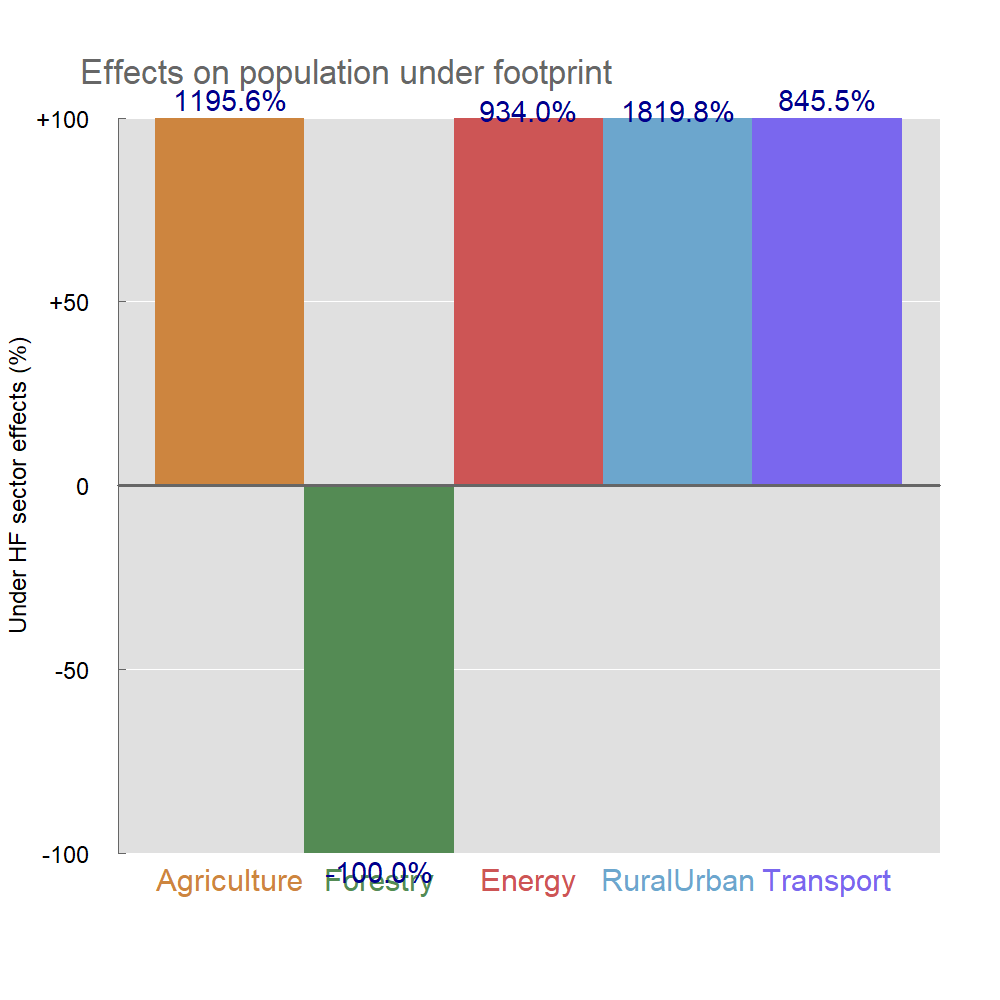 Effects on population under footprint
1195.6%
934.0%
1819.8%
845.5%
+100
+50
0
-50
-100
Under HF sector effects (%)
-100.0%
Agriculture
Forestry
Energy
RuralUrban
Transport